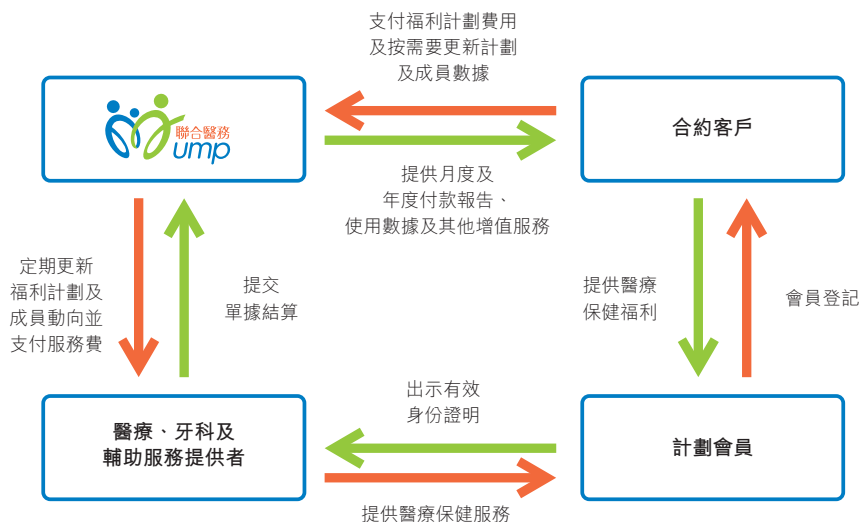 支付福利計劃費用
及按需要更新計劃
及成員數據
聯合醫務
ump
合約客戶
提供月度及
年度付款報告、
使用數據及其他增值服務
定期更新
福利計劃及
成員動向並
支付服務費
提交
單據結算
提供醫療
保健福利
會員登記
出示有效
身份證明
醫療、牙科及
輔助服務提供者
計劃會員
提供醫療保健服務